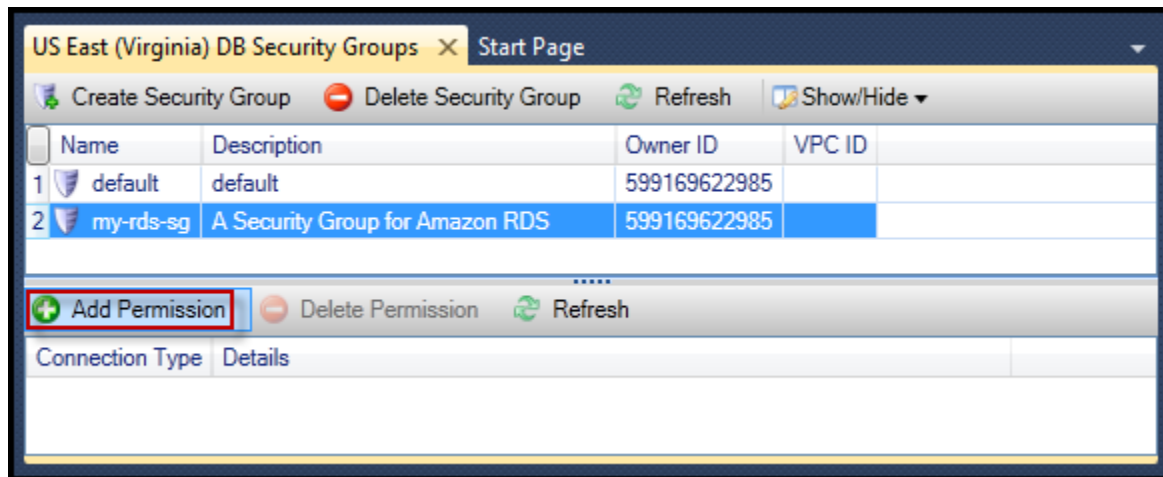 US East (Virginia) DB Security Groups Start Page
Create Security Group Delete Security Group Refresh Show/Hide
Name Description Owner ID VPC ID
1 default default 599169622985
2 my-rds-sg A Security Group for Amazon RDS 599169622985
Add Permission Delete Permission Refresh
Connection Type Details